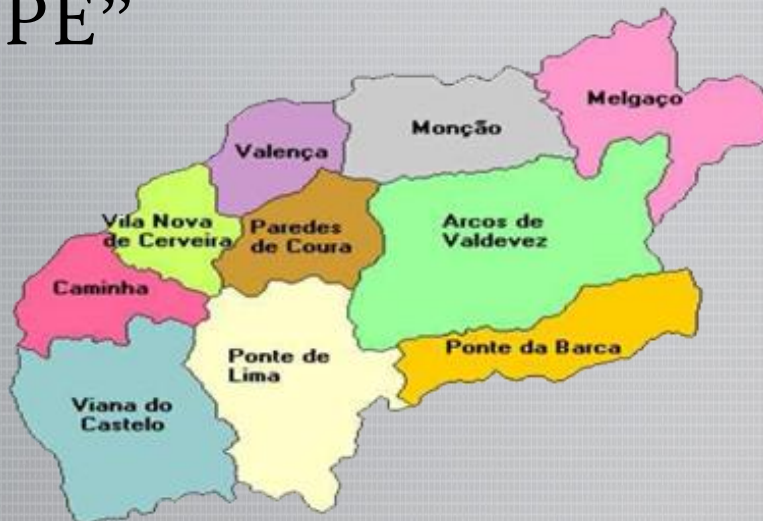 PE”
Melgaço
Monção
Valença
Vila Nova
de Cerveira
Paredes
de Coura
Arcos de
Valdevez
Caminha
Ponte da Barca
Ponte de
Lima
Viana do
Castelo